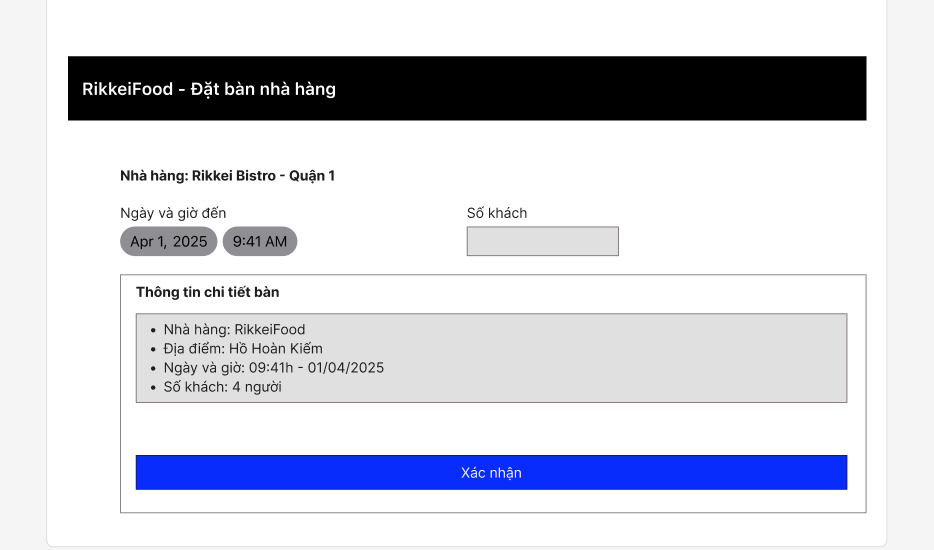 RikkeiFood - Đặt bàn nhà hàng
Nhà hàng: Rikkei Bistro - Quận 1
Ngày và giờ đến
Số khách
Apr 1, 2025
9:41 AM
Thông tin chi tiết bàn
• Nhà hàng: RikkeiFood
• Địa điểm: Hồ Hoàn Kiếm
• Ngày và giờ: 09:41h - 01/04/2025
• Số khách: 4 người
Xác nhận